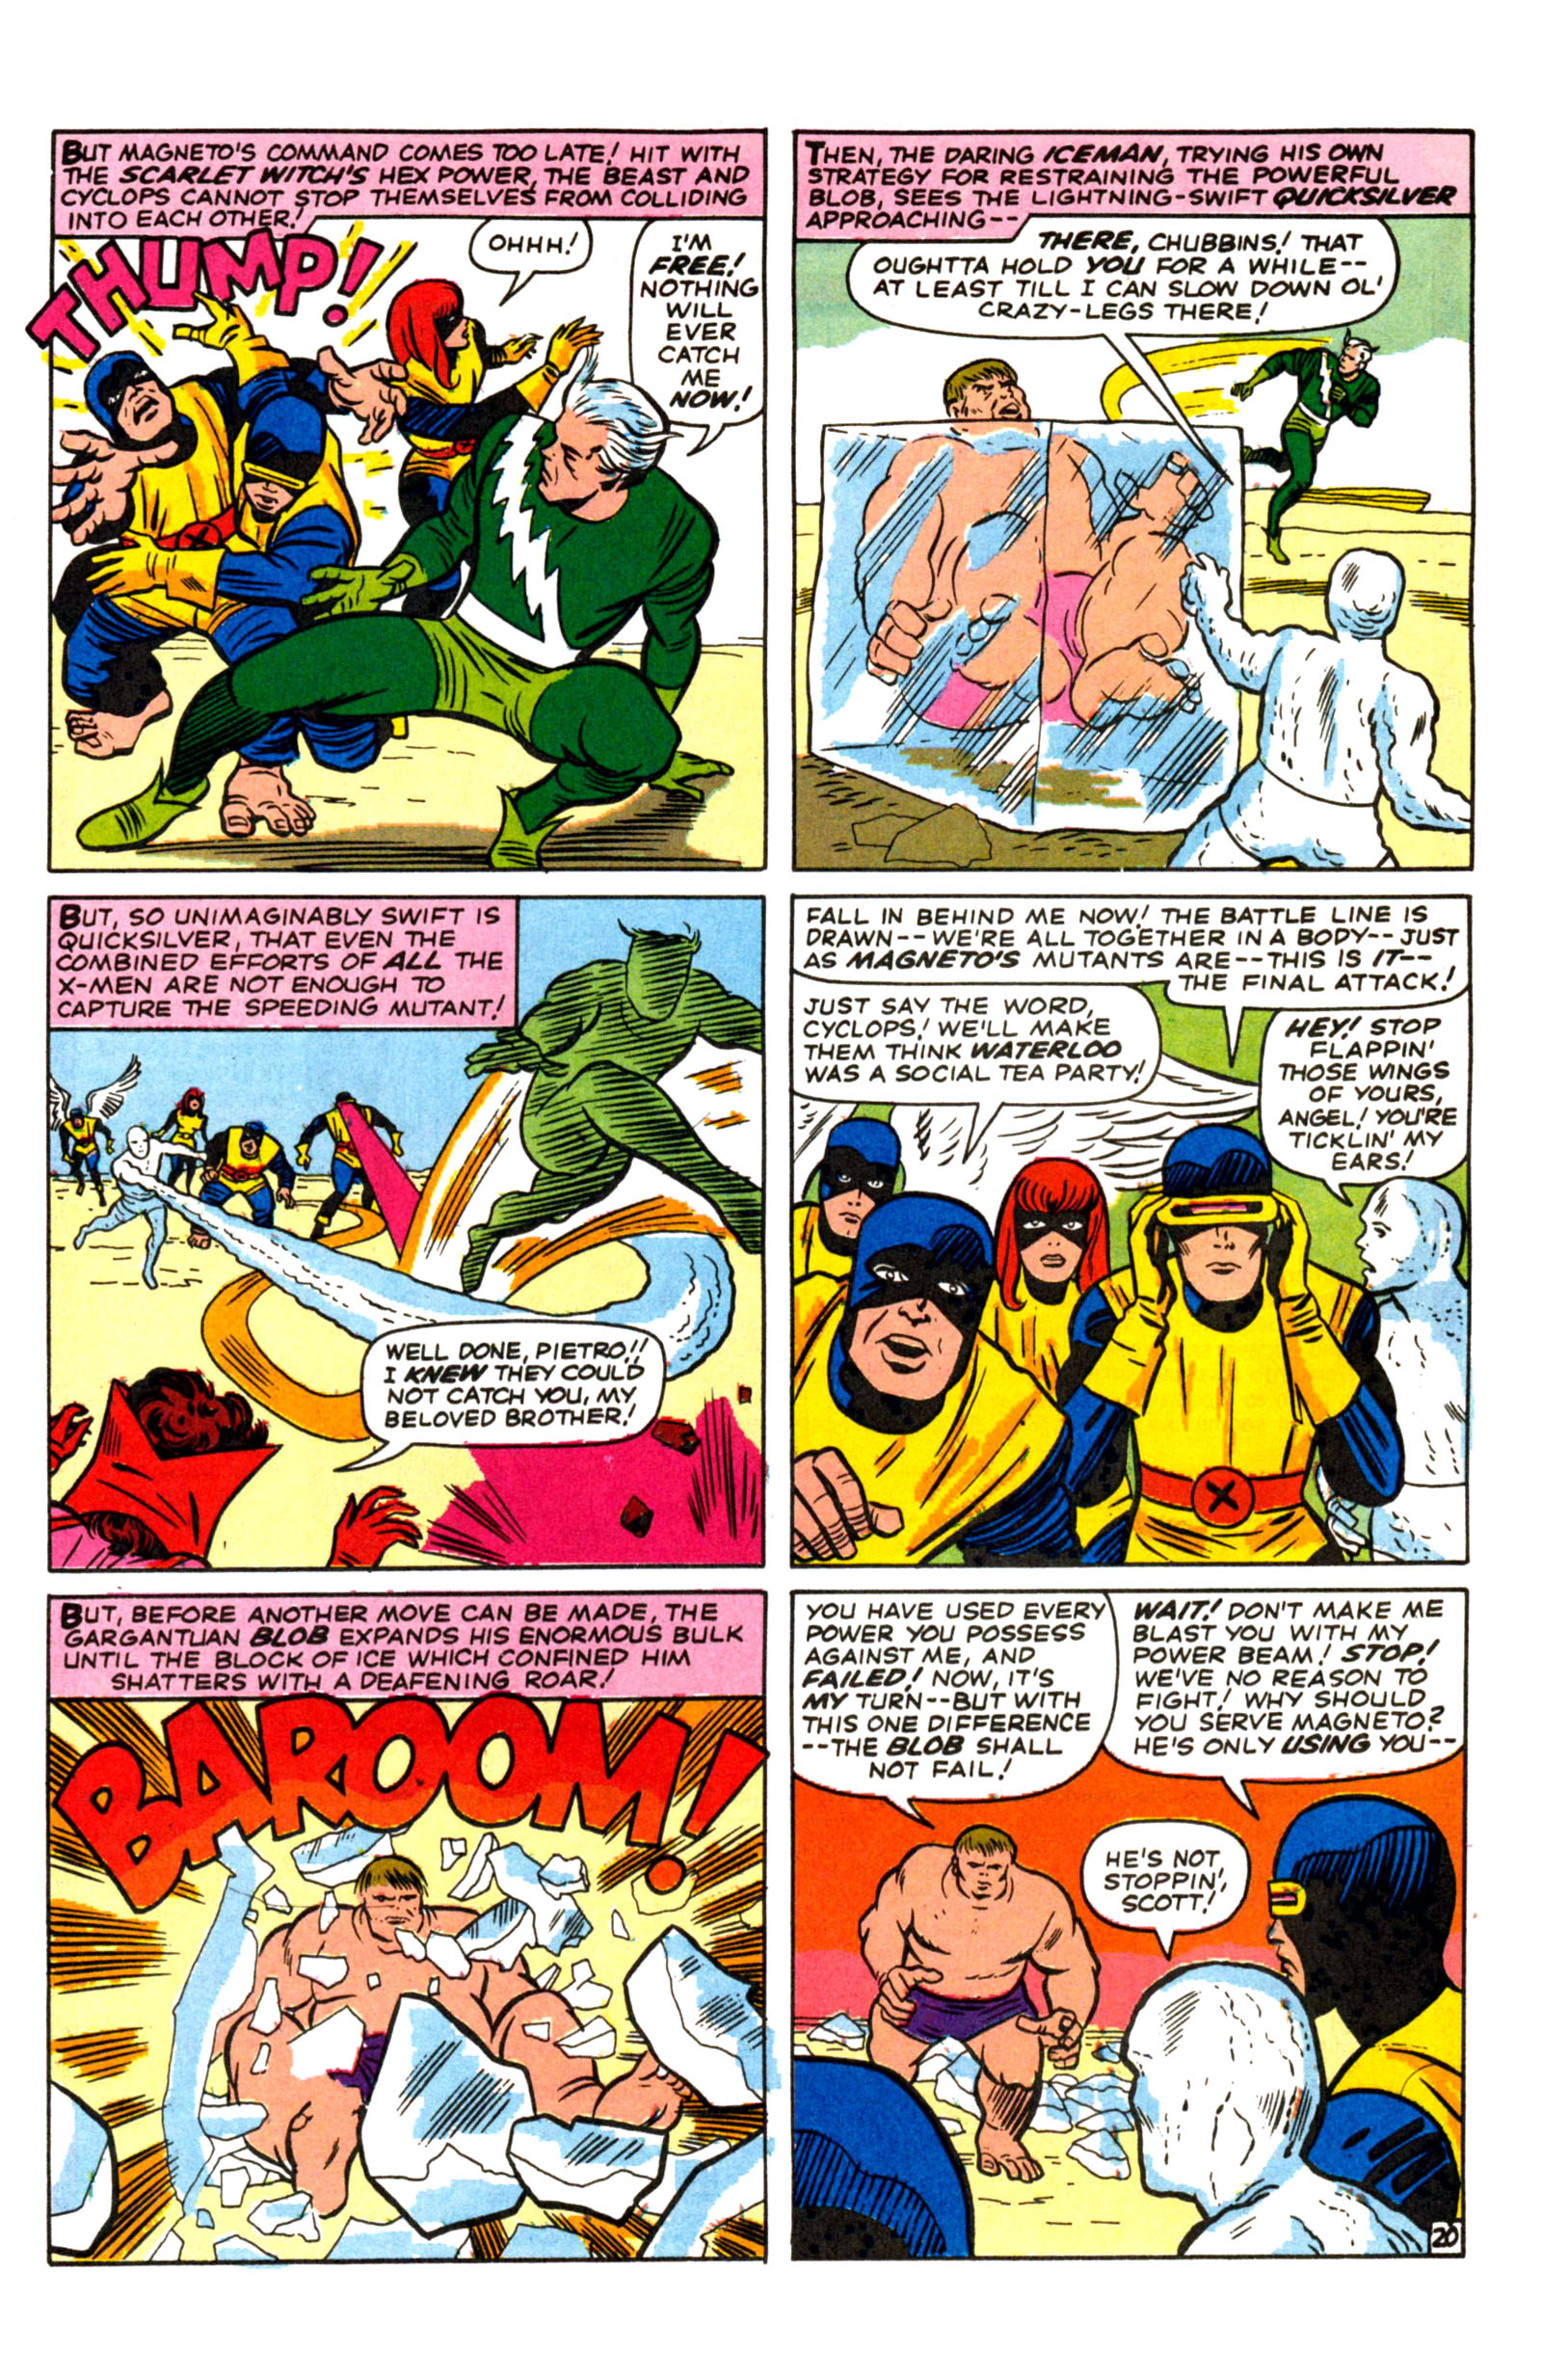 BUT MAGNETO'S COMMAND COMES TOO LATE! HIT WITH
THE SCARLET WITCH'S HEX POWER, THE BEAST AND
CYCLOPS CANNOT STOP THEMSELVES FROM COLLIDING
INTO EACH OTHER!
THUMP!
OHHH!
I'M
FREE!
NOTHING
WILL
EVER
CATCH
ME
NOW!
THEN, THE DARING ICEMAN, TRYING HIS OWN
STRATEGY FOR RESTRAINING THE POWERFUL
BLOB, SEES THE LIGHTNING-SWIFT QUICKSILVER
APPROACHING--
THERE, CHUBBINS! THAT
OUGHTTA HOLD YOU FOR A WHILE--
AT LEAST TILL I CAN SLOW DOWN OL'
CRAZY-LEGS THERE!
BUT, SO UNIMAGINABLY SWIFT IS
QUICKSILVER, THAT EVEN THE
COMBINED EFFORTS OF ALL THE
X-MEN ARE NOT ENOUGH TO
CAPTURE THE SPEEDING MUTANT!
WELL DONE, PIETRO!!
I KNEW THEY COULD
NOT CATCH YOU, MY
BELOVED BROTHER!
FALL IN BEHIND ME NOW! THE BATTLE LINE IS
DRAWN--WE'RE ALL TOGETHER IN A BODY--JUST
AS MAGNETO'S MUTANTS ARE--THIS IS IT--
THE FINAL ATTACK!
JUST SAY THE WORD,
CYCLOPS! WE'LL MAKE
THEM THINK WATERLOO
WAS A SOCIAL TEA PARTY!
HEY! STOP
FLAPPIN'
THOSE WINGS
OF YOURS,
ANGEL! YOU'RE
TICKLIN' MY
EARS!
BUT, BEFORE ANOTHER MOVE CAN BE MADE, THE
GARGANTUAN BLOB EXPANDS HIS ENORMOUS BULK
UNTIL THE BLOCK OF ICE WHICH CONFINED HIM
SHATTERS WITH A DEAFENING ROAR!
BAROOM!
YOU HAVE USED EVERY
POWER YOU POSSESS
AGAINST ME, AND
FAILED! NOW, IT'S
MY TURN--BUT WITH
THIS ONE DIFFERENCE
--THE BLOB SHALL
NOT FAIL!
WAIT! DON'T MAKE ME
BLAST YOU WITH MY
POWER BEAM! STOP!
WE'VE NO REASON TO
FIGHT! WHY SHOULD
YOU SERVE MAGNETO?
HE'S ONLY USING YOU--
HE'S NOT
STOPPIN',
SCOTT!
20